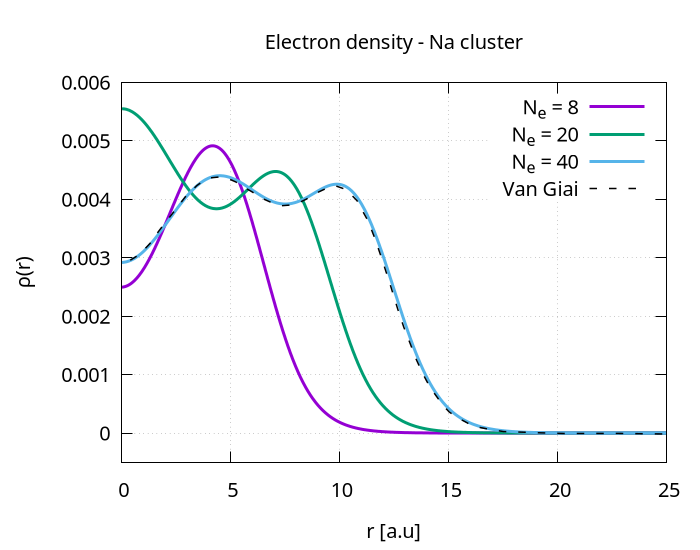 Electron density - Na cluster
0.006
0.005
0.004
0.003
0.002
0.001
0
ρ(r)
Ne = 8
Ne = 20
Ne = 40
Van Giai
0 5 10 15 20 25
r [a.u]